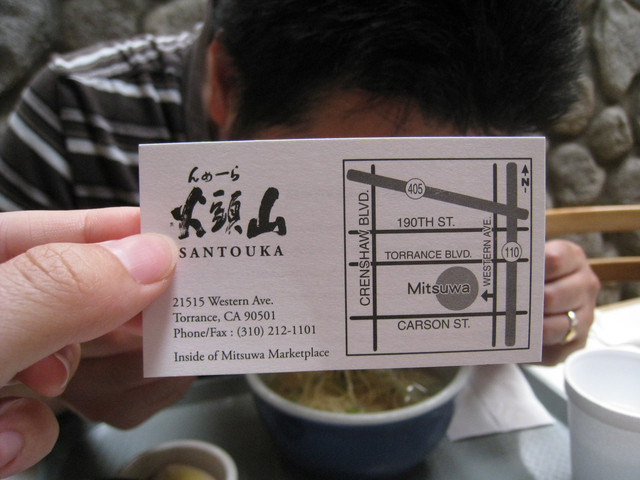 らーめん
山頭火
SANTOUKA
21515 Western Ave.
Torrance, CA 90501
Phone/Fax : (310) 212-1101
Inside of Mitsuwa Marketplace
N
405
CRENSHAW BLVD.
190TH ST.
WESTERN AVE.
TORRANCE BLVD.
110
Mitsuwa
CARSON ST.